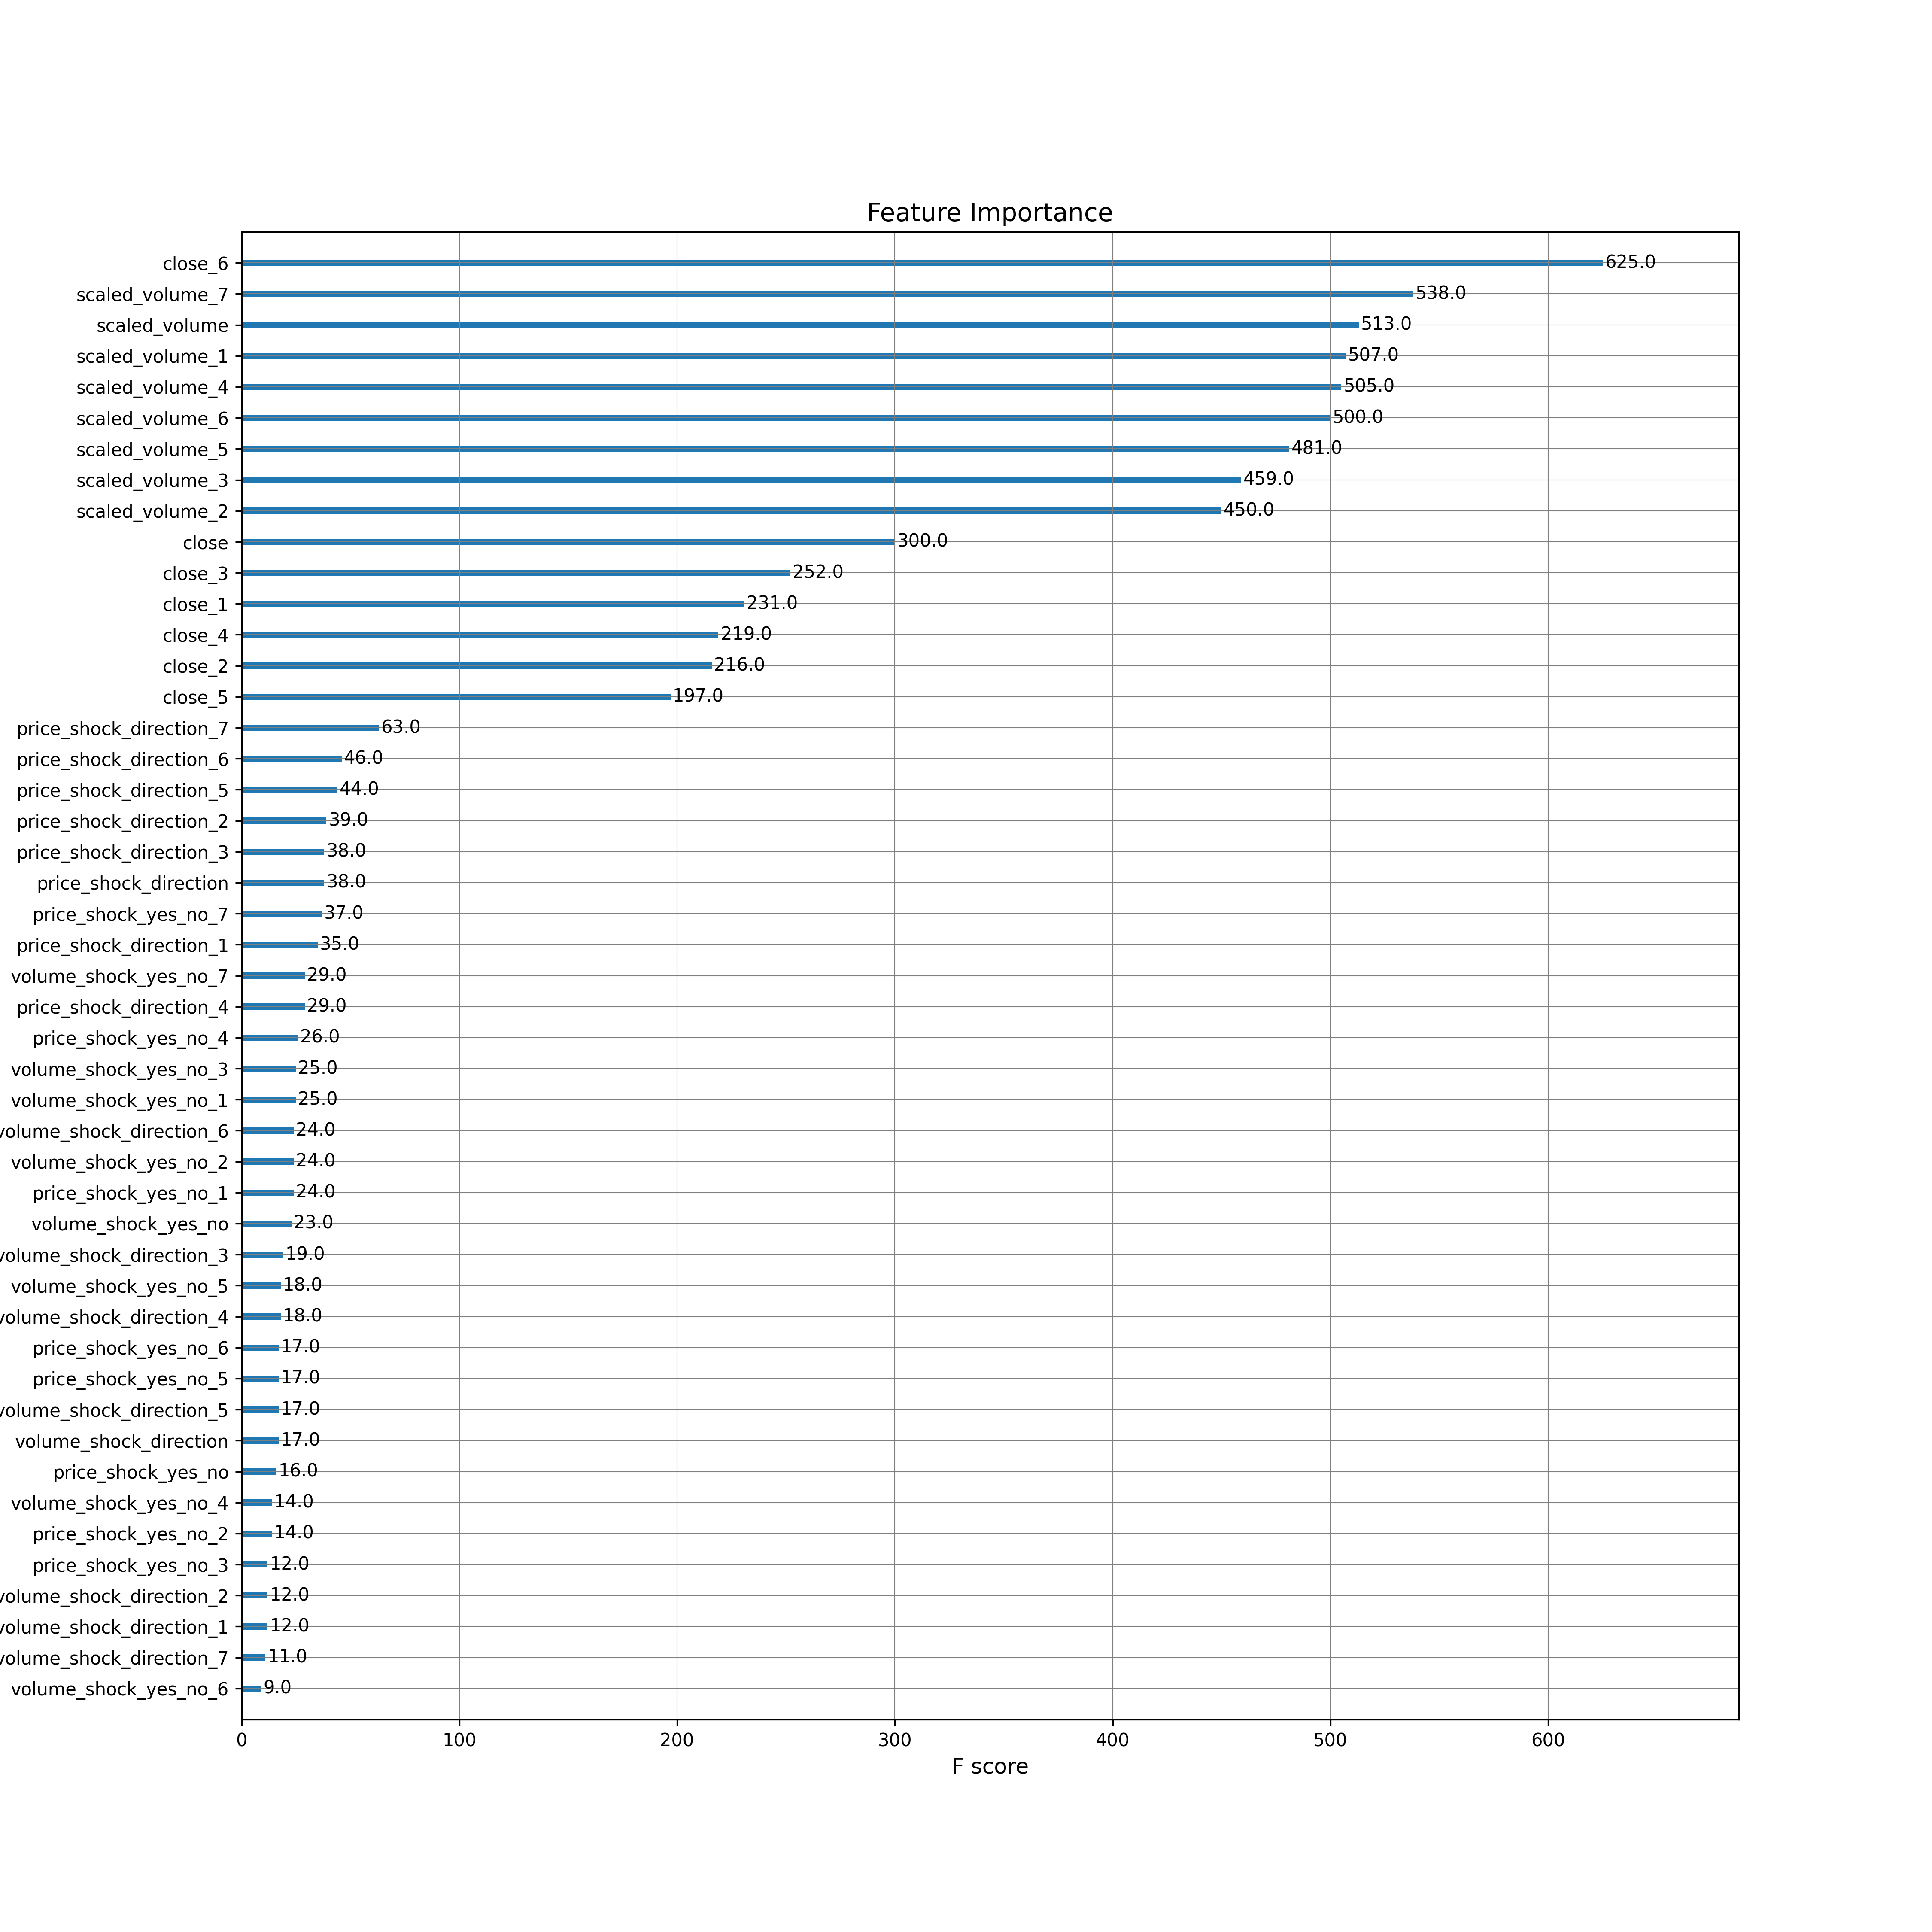 Feature Importance
close_6 625.0
scaled_volume_7 538.0
scaled_volume 513.0
scaled_volume_1 507.0
scaled_volume_4 505.0
scaled_volume_6 500.0
scaled_volume_5 481.0
scaled_volume_3 459.0
scaled_volume_2 450.0
close 300.0
close_3 252.0
close_1 231.0
close_4 219.0
close_2 216.0
close_5 197.0
price_shock_direction_7 63.0
price_shock_direction_6 46.0
price_shock_direction_5 44.0
price_shock_direction_2 39.0
price_shock_direction_3 38.0
price_shock_direction 38.0
price_shock_yes_no_7 37.0
price_shock_direction_1 35.0
volume_shock_yes_no_7 29.0
price_shock_direction_4 29.0
price_shock_yes_no_4 26.0
volume_shock_yes_no_3 25.0
volume_shock_yes_no_1 25.0
volume_shock_direction_6 24.0
volume_shock_yes_no_2 24.0
price_shock_yes_no_1 24.0
volume_shock_yes_no 23.0
volume_shock_direction_3 19.0
volume_shock_yes_no_5 18.0
volume_shock_direction_4 18.0
price_shock_yes_no_6 17.0
price_shock_yes_no_5 17.0
volume_shock_direction_5 17.0
volume_shock_direction 17.0
price_shock_yes_no 16.0
volume_shock_yes_no_4 14.0
price_shock_yes_no_2 14.0
price_shock_yes_no_3 12.0
volume_shock_direction_2 12.0
volume_shock_direction_1 12.0
volume_shock_direction_7 11.0
volume_shock_yes_no_6 9.0
0 100 200 300 400 500 600
F score